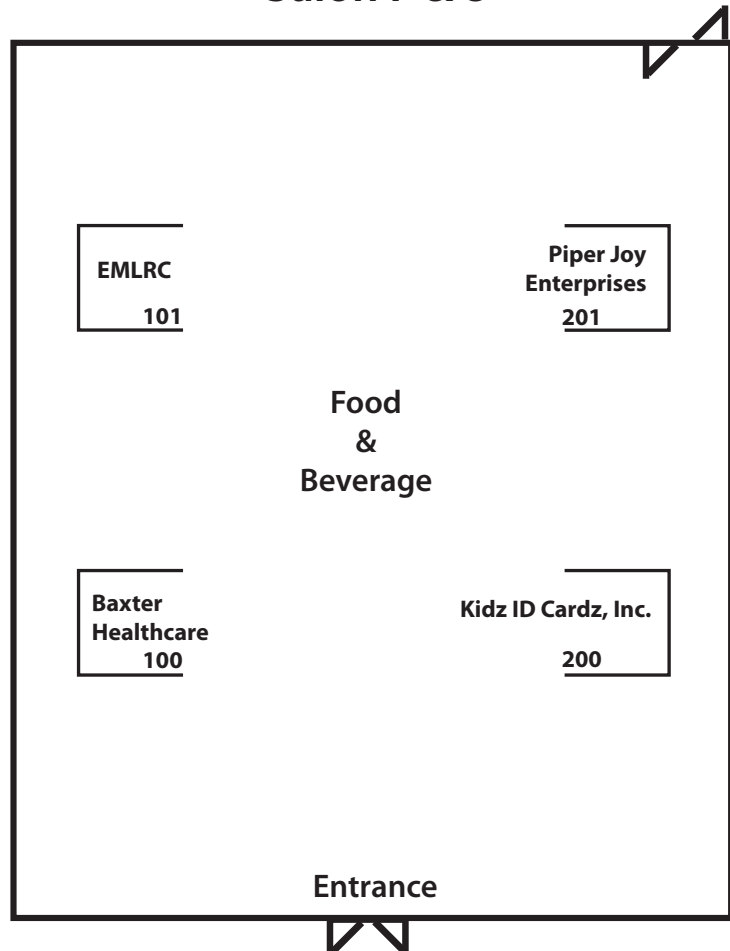 EMLRC
101
Piper Joy
Enterprises
201
Food
&
Beverage
Baxter
Healthcare
100
Kidz ID Cardz, Inc.
200
Entrance